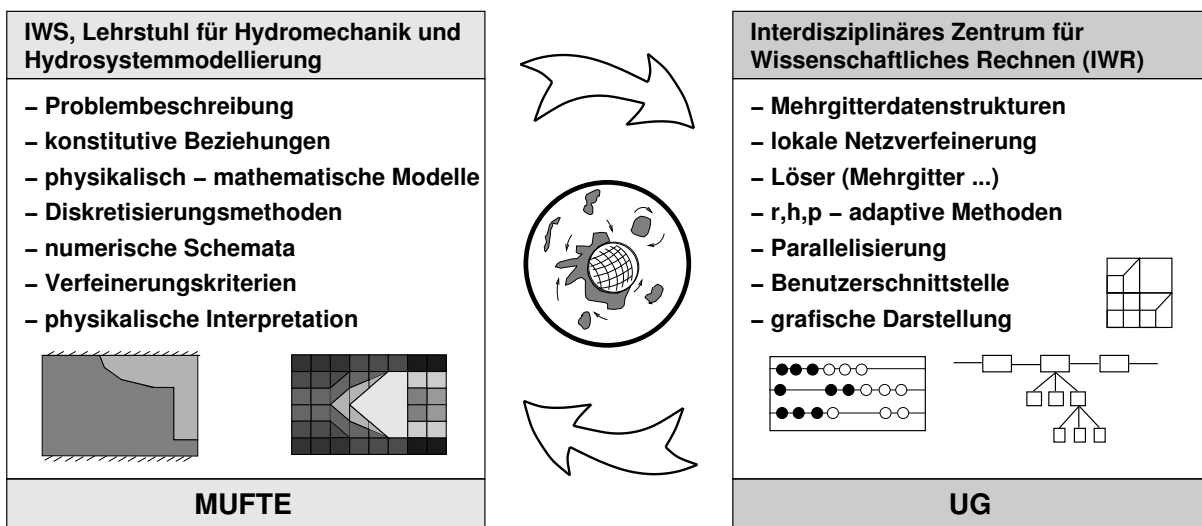 IWS, Lehrstuhl für Hydromechanik und
Hydrosystemmodellierung
– Problembeschreibung
– konstitutive Beziehungen
– physikalisch – mathematische Modelle
– Diskretisierungsmethoden
– numerische Schemata
– Verfeinerungskriterien
– physikalische Interpretation
MUFTE
Interdisziplinäres Zentrum für
Wissenschaftliches Rechnen (IWR)
– Mehrgitterdatenstrukturen
– lokale Netzverfeinerung
– Löser (Mehrgitter ...)
– r,h,p – adaptive Methoden
– Parallelisierung
– Benutzerschnittstelle
– grafische Darstellung
UG